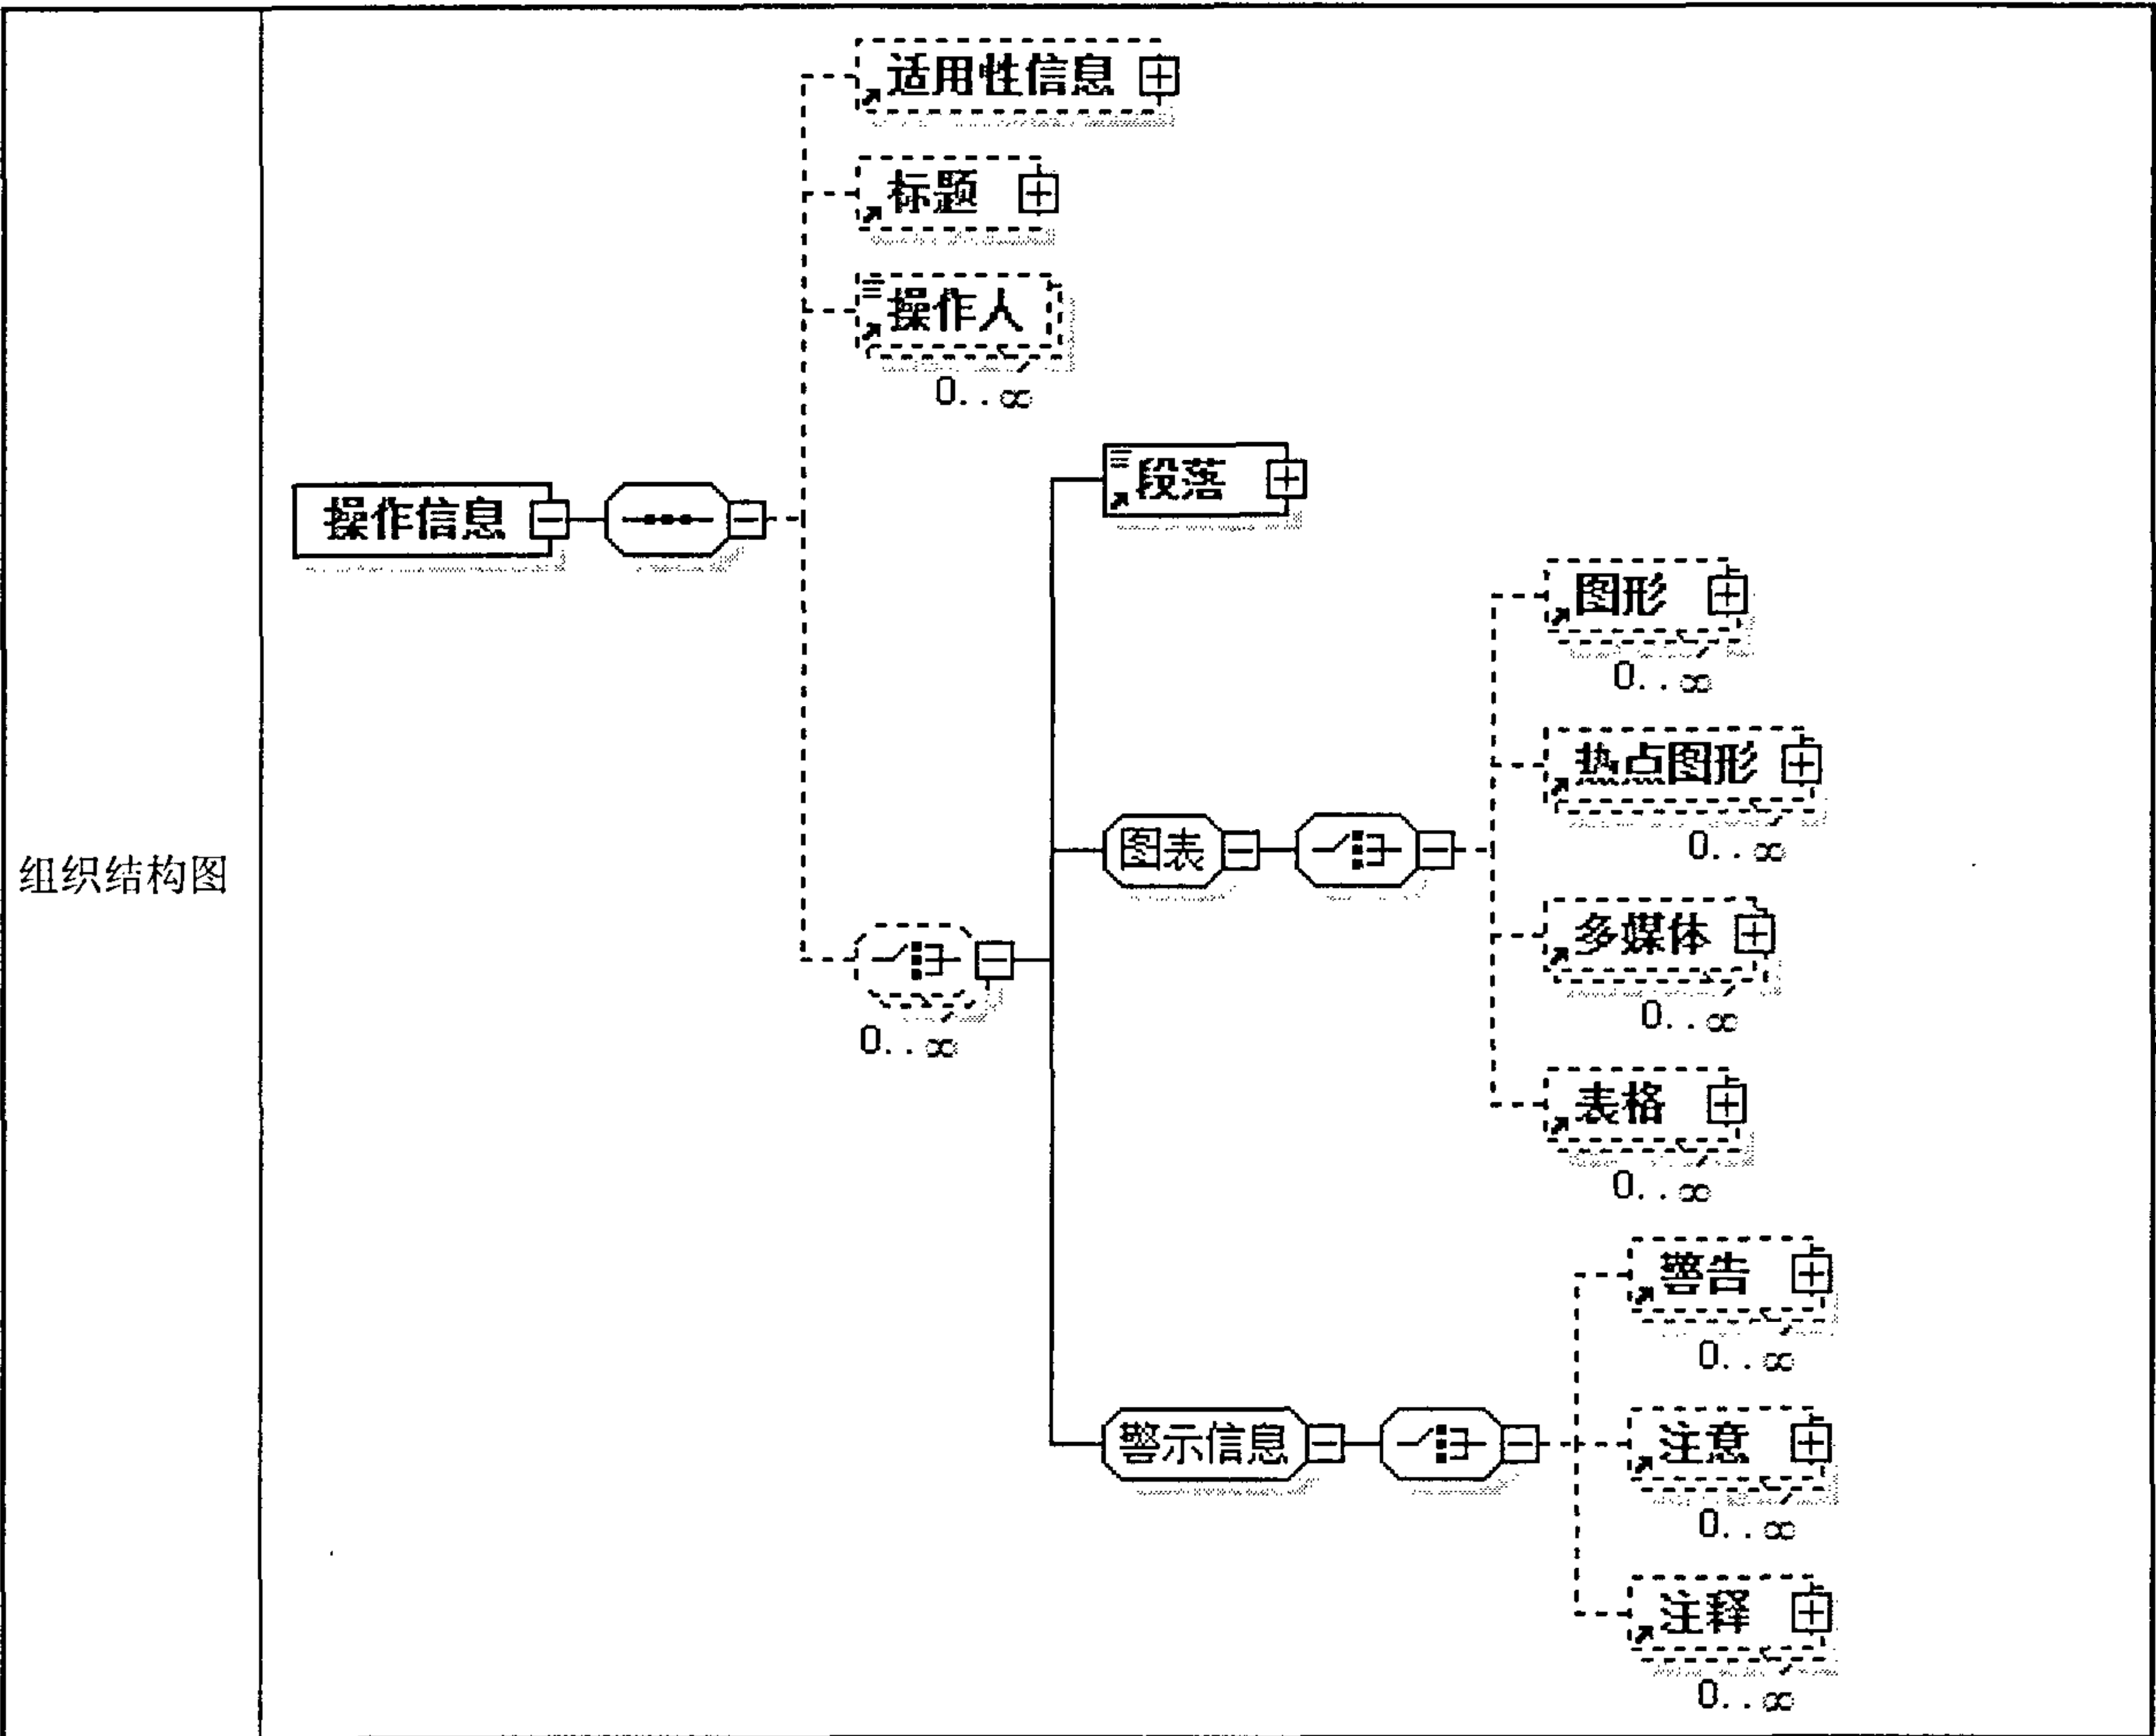 组织结构图
适用性信息
标题
操作人
0..∞
操作信息
0..∞
段落
图表
图形
0..∞
热点图形
0..∞
多媒体
0..∞
表格
0..∞
警示信息
警告
0..∞
注意
0..∞
注释
0..∞